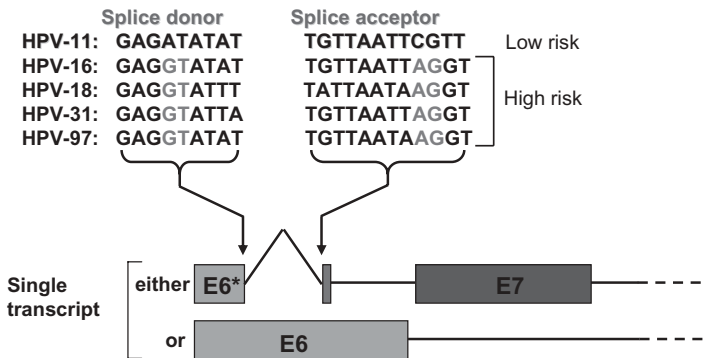 Splice donor Splice acceptor
HPV-11: GAGATATAT TGTTAATTCGTT Low risk
HPV-16: GAGGTATAT TGTTAATTAGGT
HPV-18: GAGGTATTT TATTAATAAGGT
High risk
HPV-31: GAGGTATTA TGTTAATTAGGT
HPV-97: GAGGTATAT TGTTAATAAGGT
Single
transcript
either E6* E7
or E6